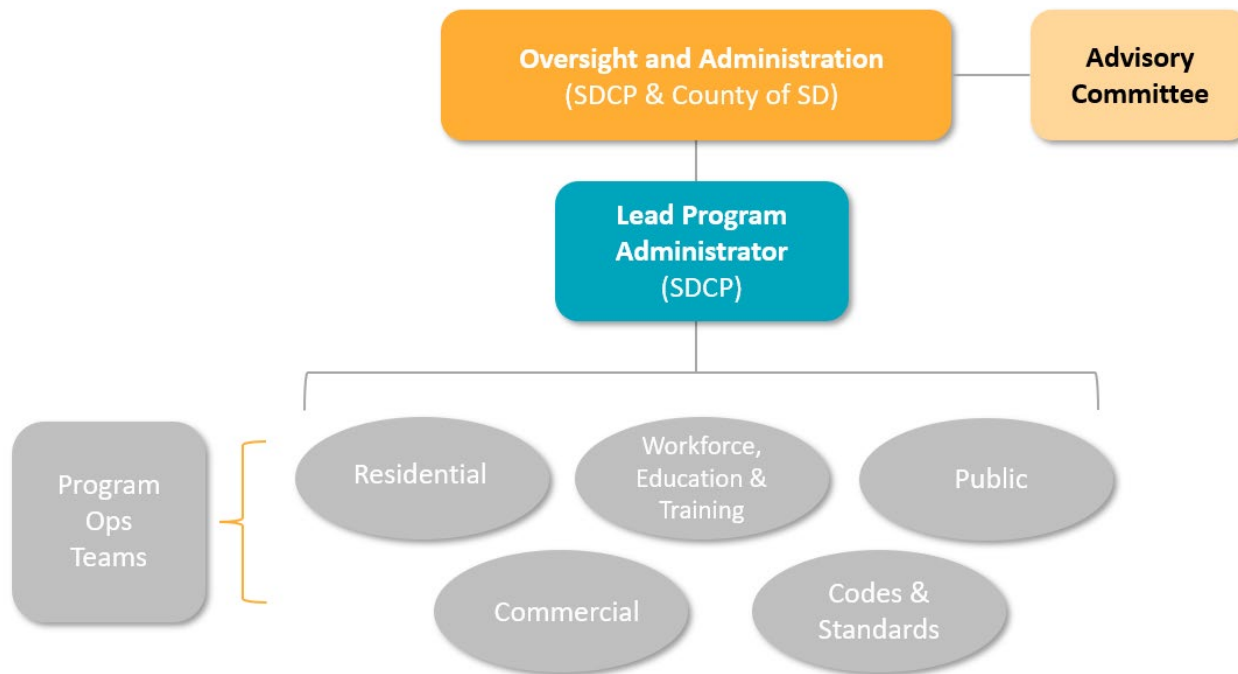 Oversight and Administration
(SDCP & County of SD)
Advisory
Committee
Lead Program
Administrator
(SDCP)
Program
Ops
Teams
Residential
Workforce,
Education &
Training
Public
Commercial
Codes &
Standards